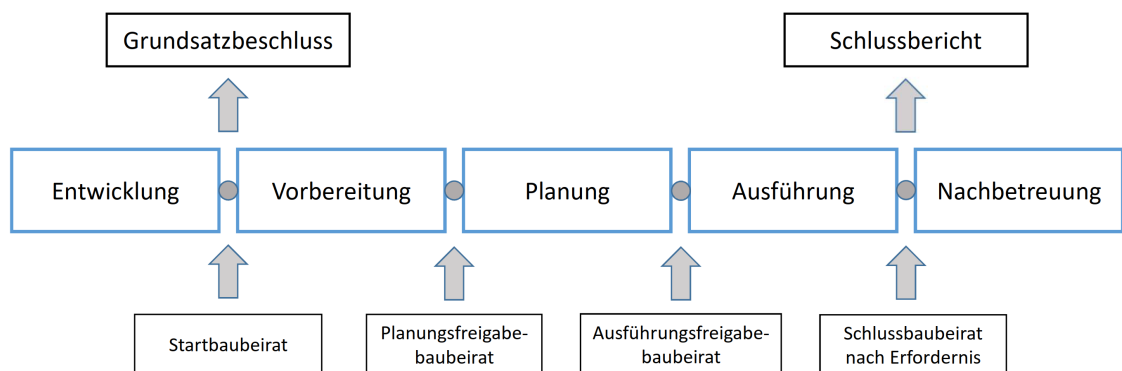 Grundsatzbeschluss
Schlussbericht
Entwicklung
Vorbereitung
Planung
Ausführung
Nachbetreuung
Startbaubeirat
Planungsfreigabe-
baubeirat
Ausführungsfreigabe-
baubeirat
Schlussbaubeirat
nach Erfordernis